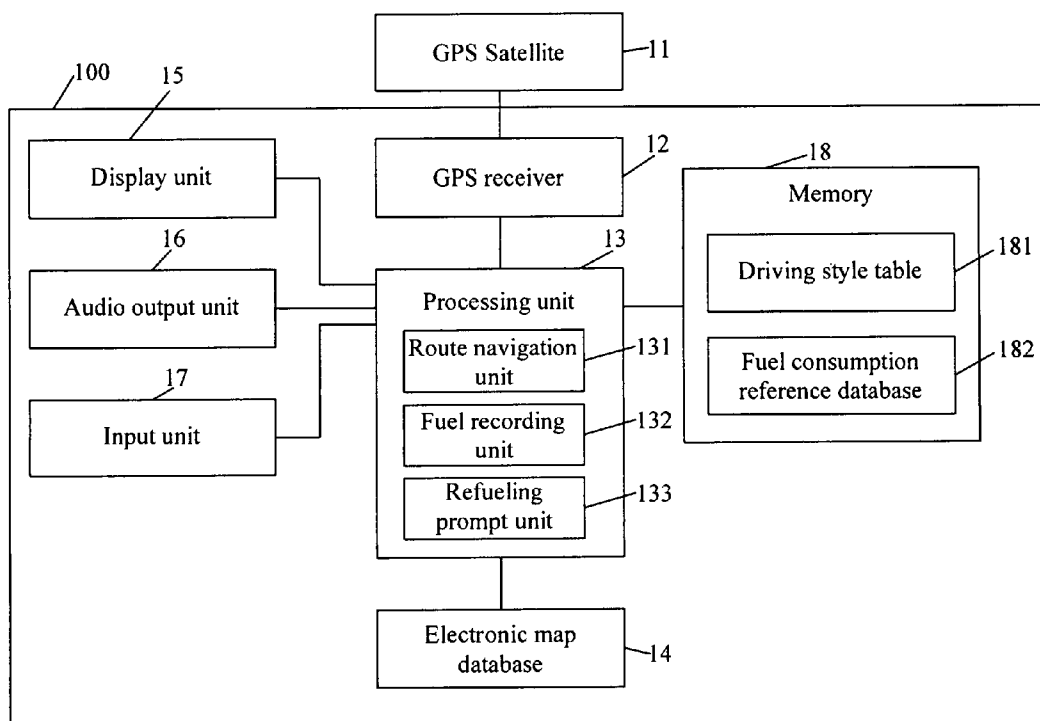 GPS Satellite
11
100
15
Display unit
GPS receiver
12
18
Memory
16
Audio output unit
13
Processing unit
Driving style table
181
Route navigation
unit
131
Fuel consumption
reference database
182
17
Input unit
Fuel recording
unit
132
Refueling
prompt unit
133
Electronic map
database
14